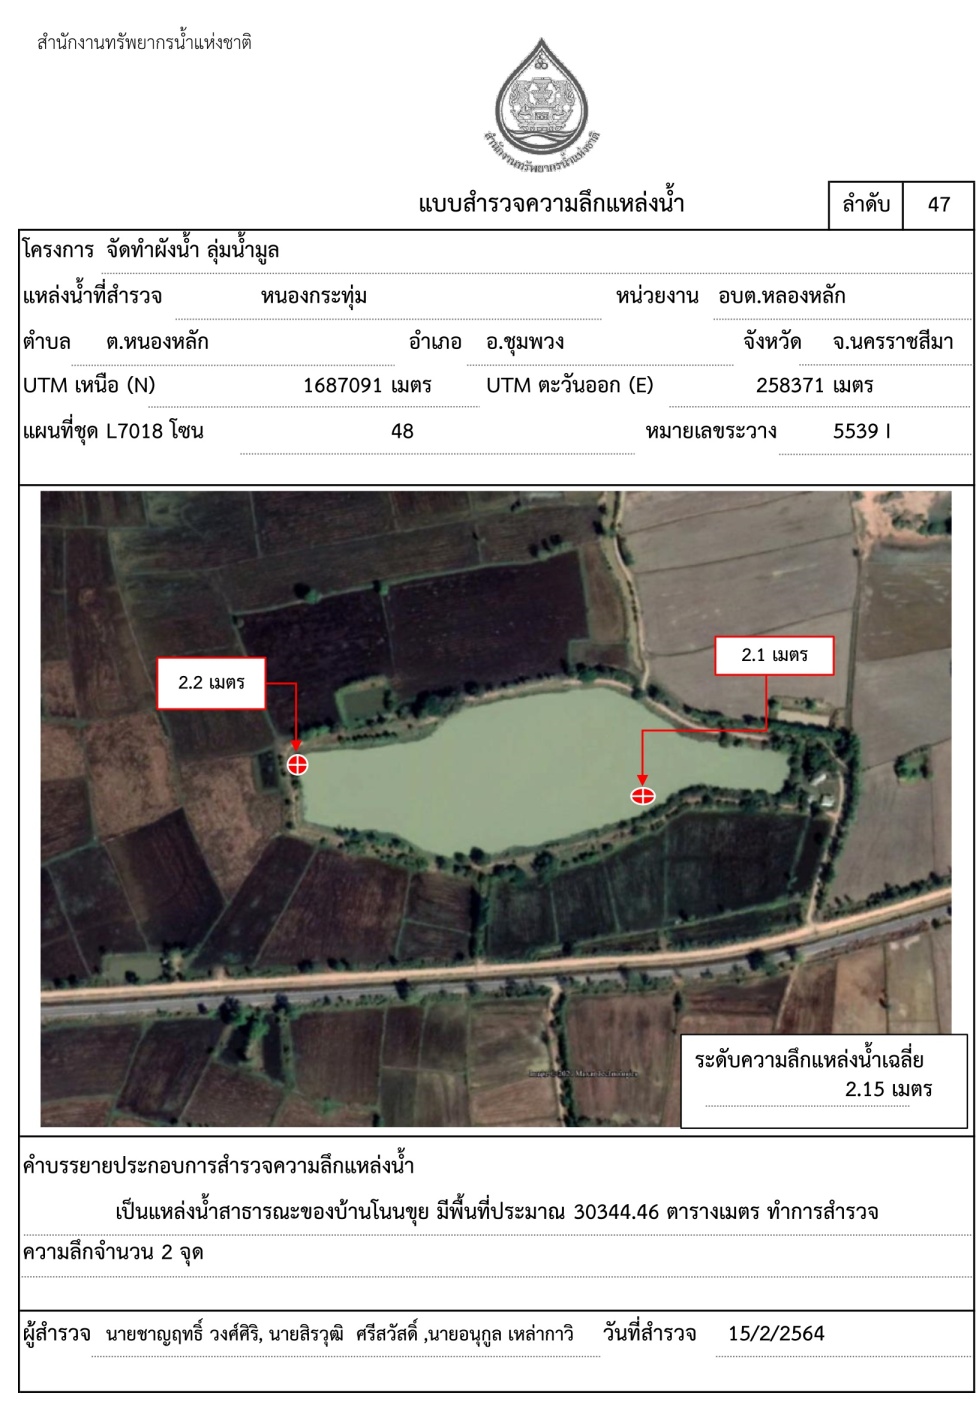 สำนักงานทรัพยากรน้ำแห่งชาติ
สำนักงานทรัพยากรน้ำแห่งชาติ
แบบสำรวจความลึกแหล่งน้ำ ลำดับ 47
โครงการ จัดทำผังน้ำ ลุ่มน้ำมูล
แหล่งน้ำที่สำรวจ หนองกระทุ่ม หน่วยงาน อบต.หลองหลัก
ตำบล ต.หนองหลัก อำเภอ อ.ชุมพวง จังหวัด จ.นครราชสีมา
UTM เหนือ (N) 1687091 เมตร UTM ตะวันออก (E) 258371 เมตร
แผนที่ชุด L7018 โซน 48 หมายเลขระวาง 5539 I
2.1 เมตร
2.2 เมตร
ระดับความลึกแหล่งน้ำเฉลี่ย
2.15 เมตร
คำบรรยายประกอบการสำรวจความลึกแหล่งน้ำ
เป็นแหล่งน้ำสาธารณะของบ้านโนนขุย มีพื้นที่ประมาณ 30344.46 ตารางเมตร ทำการสำรวจ
ความลึกจำนวน 2 จุด
ผู้สำรวจ นายชาญฤทธิ์ วงศ์ศิริ, นายสิรวุฒิ ศรีสวัสดิ์ ,นายอนุกูล เหล่ากาวิ วันที่สำรวจ 15/2/2564